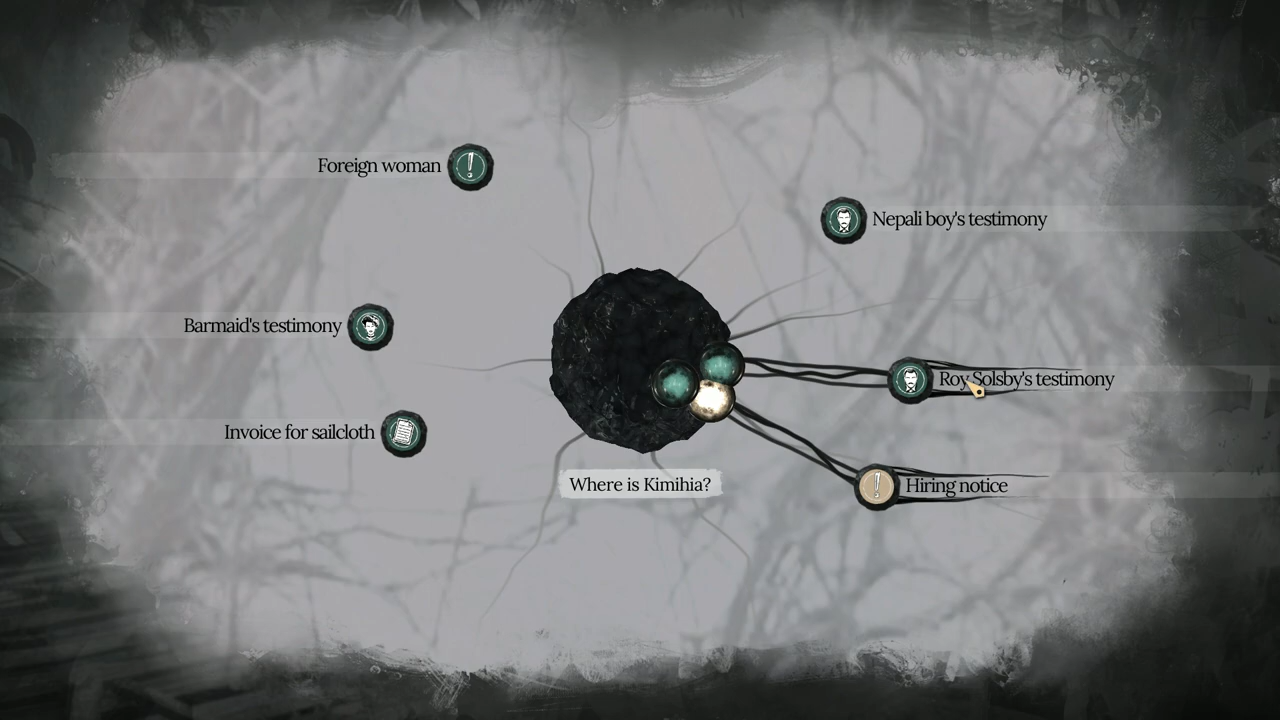 Foreign woman
Nepali boy's testimony
Barmaid's testimony
Roy Solsby's testimony
Invoice for sailcloth
Where is Kimihia?
Hiring notice